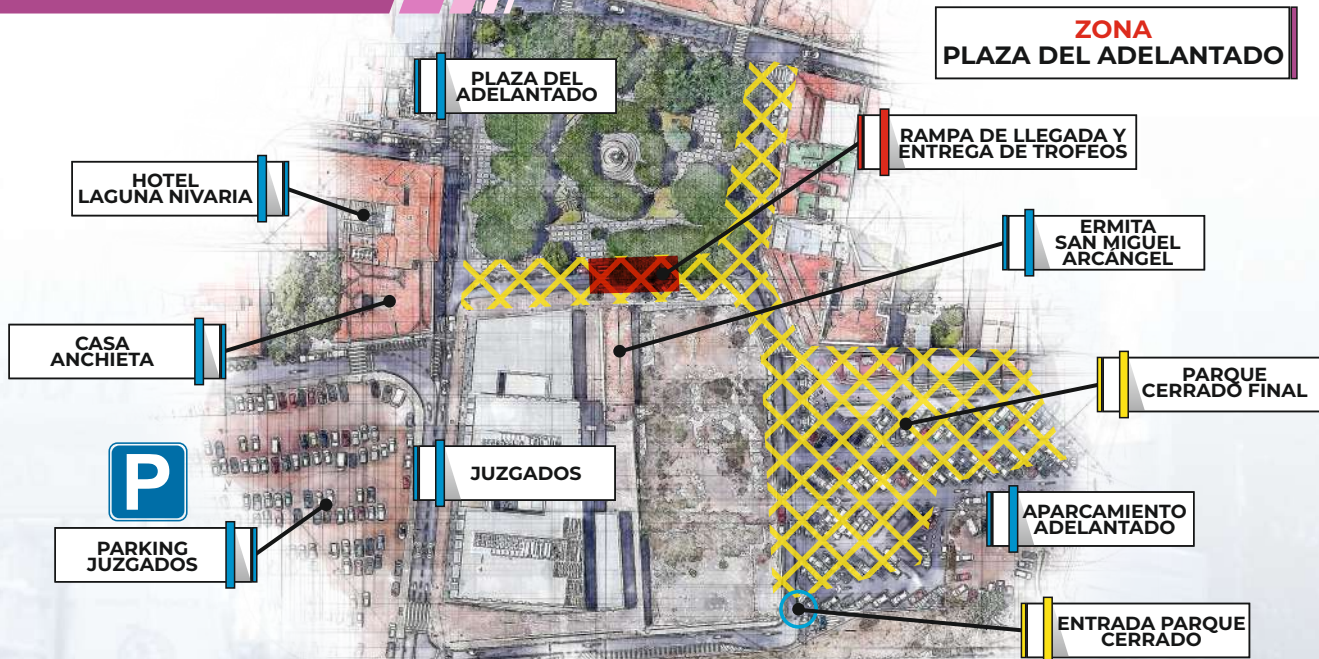 ZONA
PLAZA DEL ADELANTADO
PLAZA DEL
ADELANTADO
RAMPA DE LLEGADA Y
ENTREGA DE TROFEOS
HOTEL
LAGUNA NIVARIA
ERMITA
SAN MIGUEL
ARCÁNGEL
CASA
ANCHIETA
PARQUE
CERRADO FINAL
P
JUZGADOS
APARCAMIENTO
ADELANTADO
PARKING
JUZGADOS
ENTRADA PARQUE
CERRADO